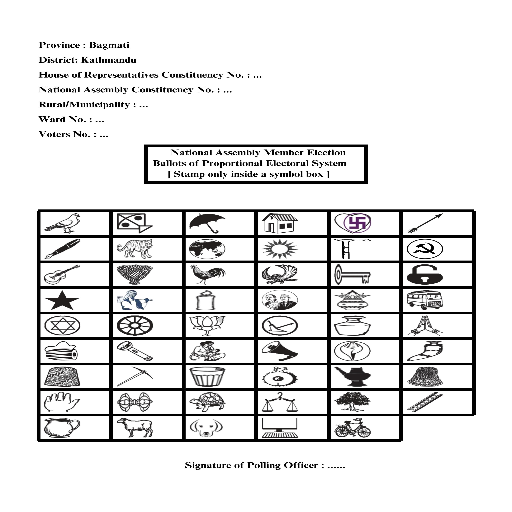 Province : Bagmati
District: Kathmandu
House of Representatives Constituency No. : ...
National Assembly Constituency No. : ...
Rural/Municipality : ...
Ward No. : ...
Voters No. : ...
National Assembly Member Election
Ballots of Proportional Electoral System
[ Stamp only inside a symbol box ]
Signature of Polling Officer : ......